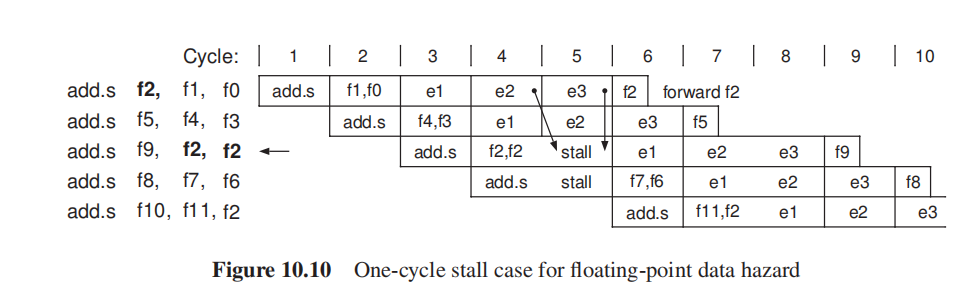 Cycle: 1 2 3 4 5 6 7 8 9 10
add.s f2, f1, f0 add.s f1,f0 e1 e2 e3 f2 forward f2
add.s f5, f4, f3 add.s f4,f3 e1 e2 e3 f5
add.s f9, f2, f2 add.s f2,f2 stall e1 e2 e3 f9
add.s f8, f7, f6 add.s stall f7,f6 e1 e2 e3 f8
add.s f10, f11, f2 add.s f11,f2 e1 e2 e3
Figure 10.10 One-cycle stall case for floating-point data hazard